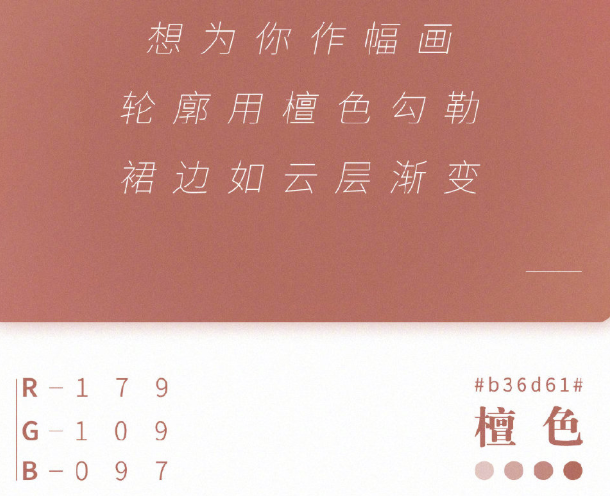 想为你作幅画
轮廓用檀色勾勒
裙边如云层渐变
R-179
G-109
B-097
#b36d61#
檀色